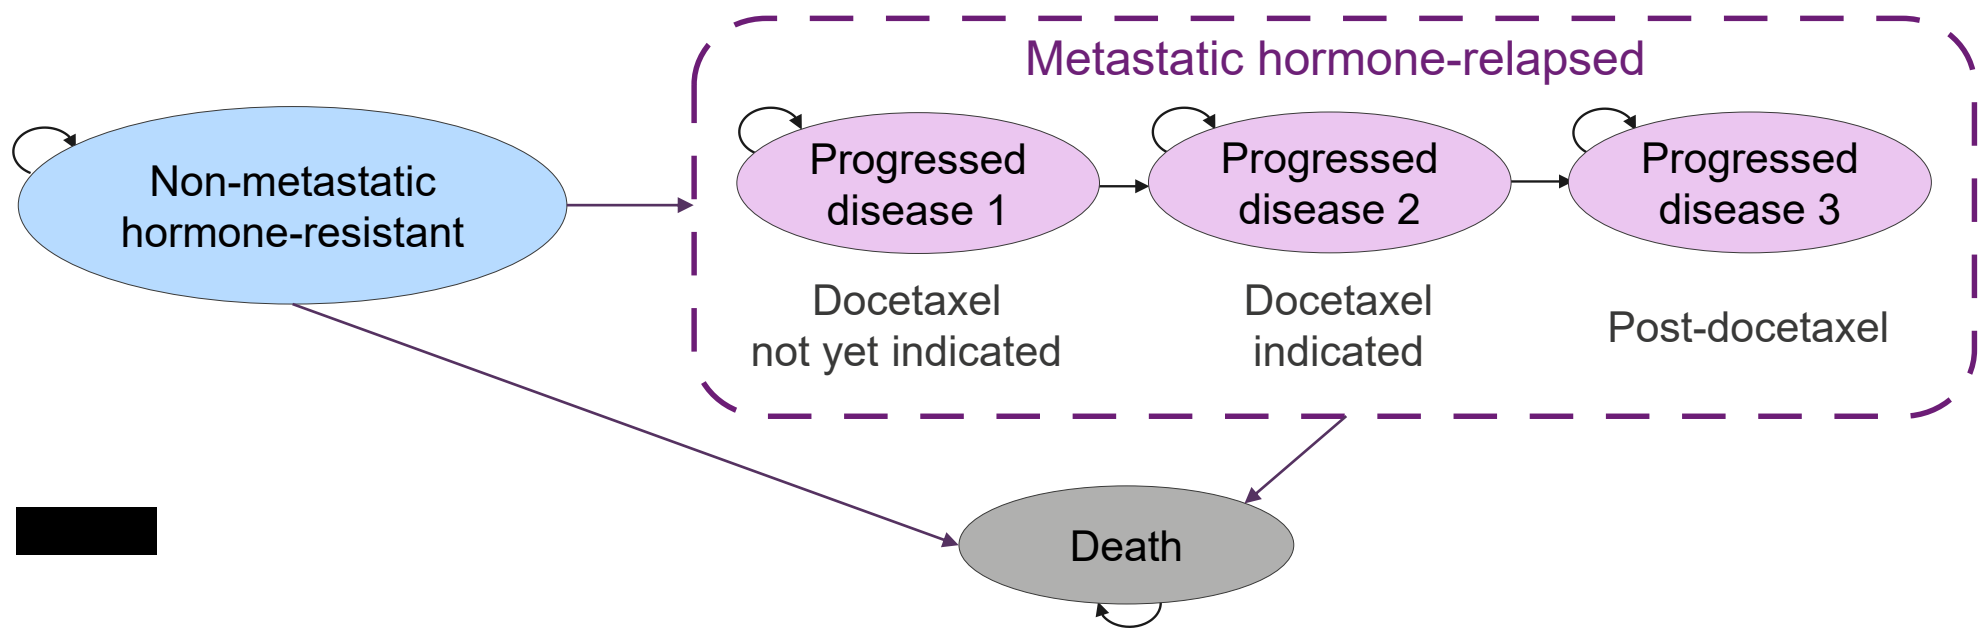 Metastatic hormone-relapsed
Non-metastatic
hormone-resistant
Progressed
disease 1
Progressed
disease 2
Progressed
disease 3
Docetaxel
not yet indicated
Docetaxel
indicated
Post-docetaxel
Death